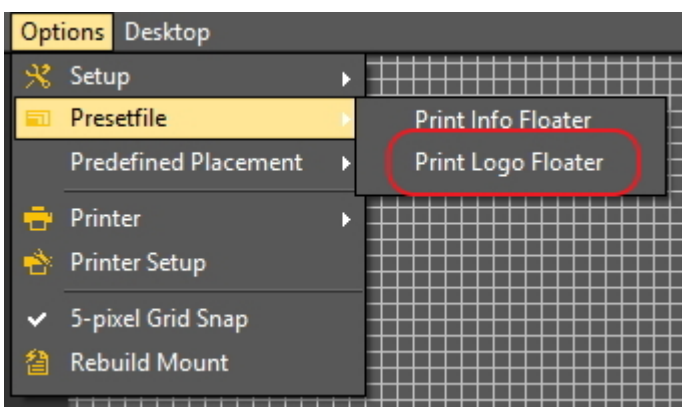 Options Desktop
Setup
Presetfile
Print Info Floater
Predefined Placement
Print Logo Floater
Printer
Printer Setup
5-pixel Grid Snap
Rebuild Mount